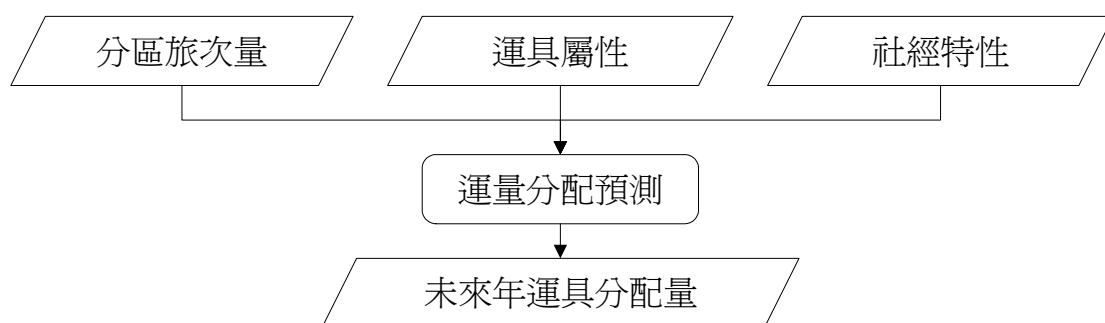 分區旅次量
運具屬性
社經特性
運量分配預測
未來年運具分配量